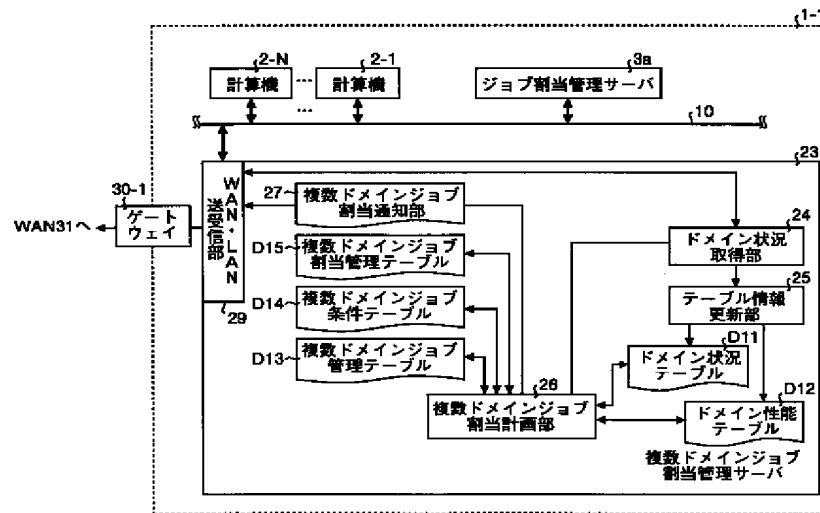 1-1
2-N
計算機
...
...
2-1
計算機
3a
ジョブ割当管理サーバ
10
23
WAN・LAN
送受信部
29
30-1
ゲート
ウェイ
WAN31へ
27
複数ドメインジョブ
割当通知部
D15
複数ドメインジョブ
割当管理テーブル
D14
複数ドメインジョブ
条件テーブル
D13
複数ドメインジョブ
管理テーブル
24
ドメイン状況
取得部
25
テーブル情報
更新部
D11
ドメイン状況
テーブル
26
複数ドメインジョブ
割当計画部
D12
ドメイン性能
テーブル
複数ドメインジョブ
割当管理サーバ